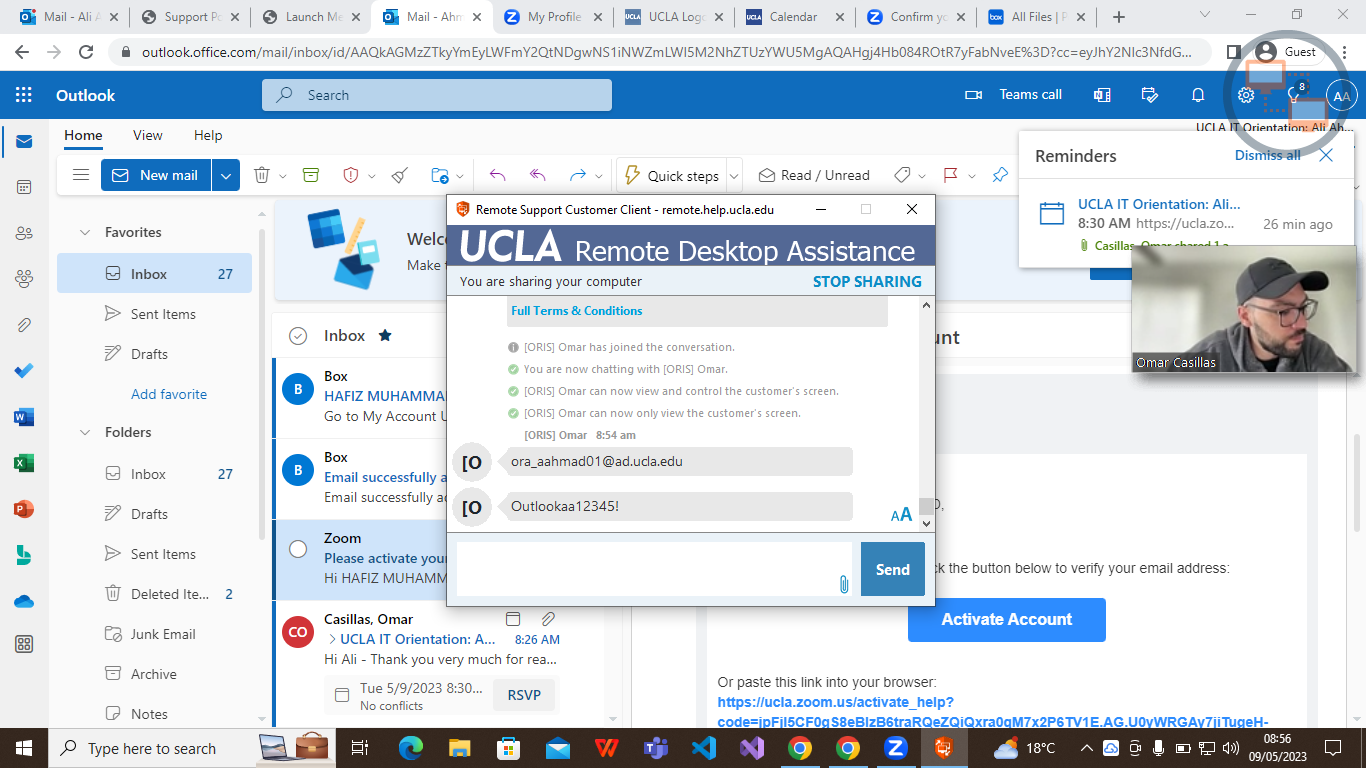 Mail - Ali A
Support Po
Launch Me
Mail - Ahm
My Profile
UCLA Logo
Calendar
Confirm yo
All Files | P
outlook.office.com/mail/inbox/id/
Guest
Outlook
Search
Teams call
8
AA
Home
View
Help
UCLA IT Orientation: Ali Ah...
New mail
Quick steps
Read / Unread
Reminders
Dismiss all
UCLA IT Orientation: Ali...
8:30 AM https://ucla.zo... 26 min ago
Casillas, Omar shared 1 a
Omar Casillas
Favorites
Inbox 27
Sent Items
Drafts
Add favorite
Folders
Inbox 27
Drafts
Sent Items
Deleted Ite... 2
Junk Email
Archive
Notes
Welc
Make t
Inbox
B
Box
HAFIZ MUHAMMA
Go to My Account U
B
Box
Email successfully a
Email successfully ad
Zoom
Please activate your
Hi HAFIZ MUHAMM
CO
Casillas, Omar
UCLA IT Orientation: A... 8:26 AM
Hi Ali - Thank you very much for rea...
Tue 5/9/2023 8:30...
No conflicts
RSVP
Remote Support Customer Client - remote.help.ucla.edu
UCLA Remote Desktop Assistance
You are sharing your computer
STOP SHARING
Full Terms & Conditions
[ORIS] Omar has joined the conversation.
You are now chatting with [ORIS] Omar.
[ORIS] Omar can now view and control the customer's screen.
[ORIS] Omar can now only view the customer's screen.
[ORIS] Omar 8:54 am
[O
ora_aahmad01@ad.ucla.edu
[O
Outlookaa12345!
AA
Send
unt
ck the button below to verify your email address:
Activate Account
Or paste this link into your browser:
https://ucla.zoom.us/activate_help?
Type here to search
18°C
08:56
09/05/2023